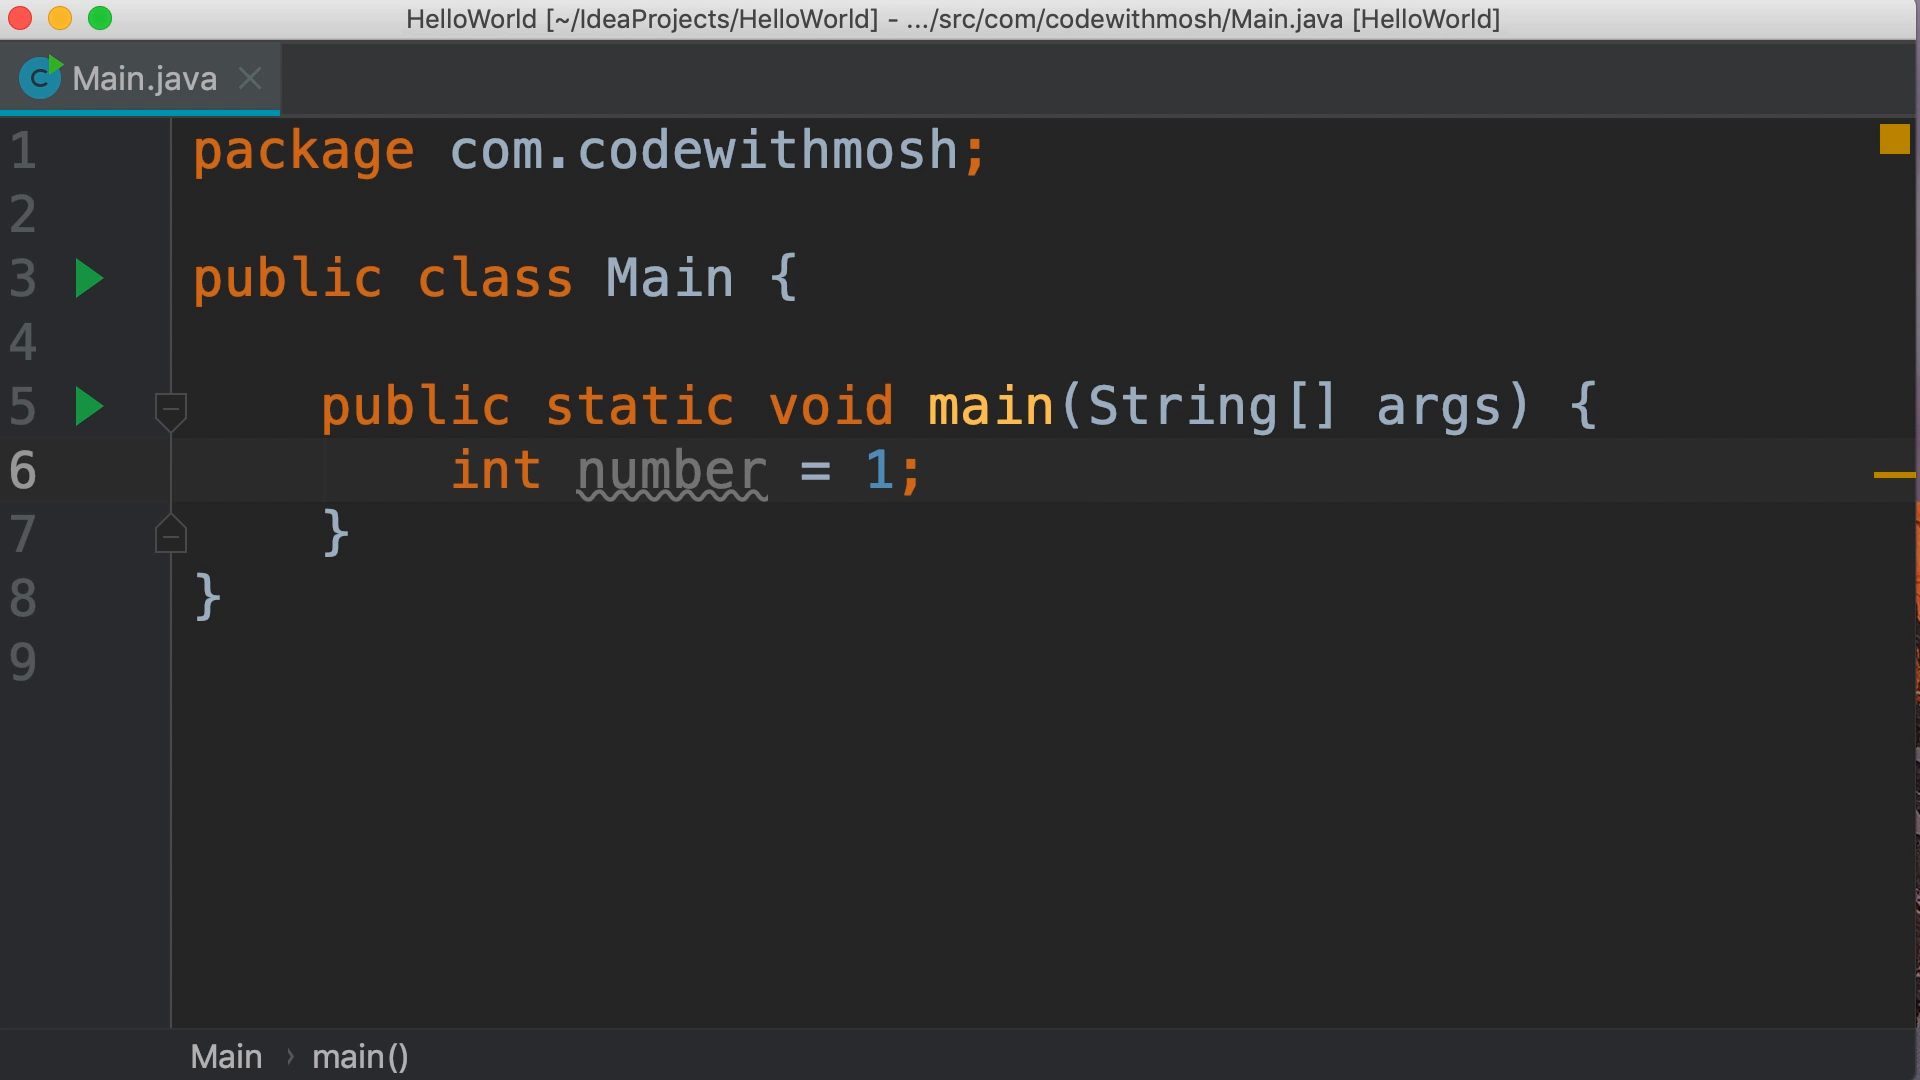 HelloWorld [~/IdeaProjects/HelloWorld] - .../src/com/codewithmosh/Main.java [HelloWorld]
C Main.java
1 package com.codewithmosh;
2
3 public class Main {
4
5 public static void main(String[] args) {
6 int number = 1;
7 }
8 }
9
Main › main()